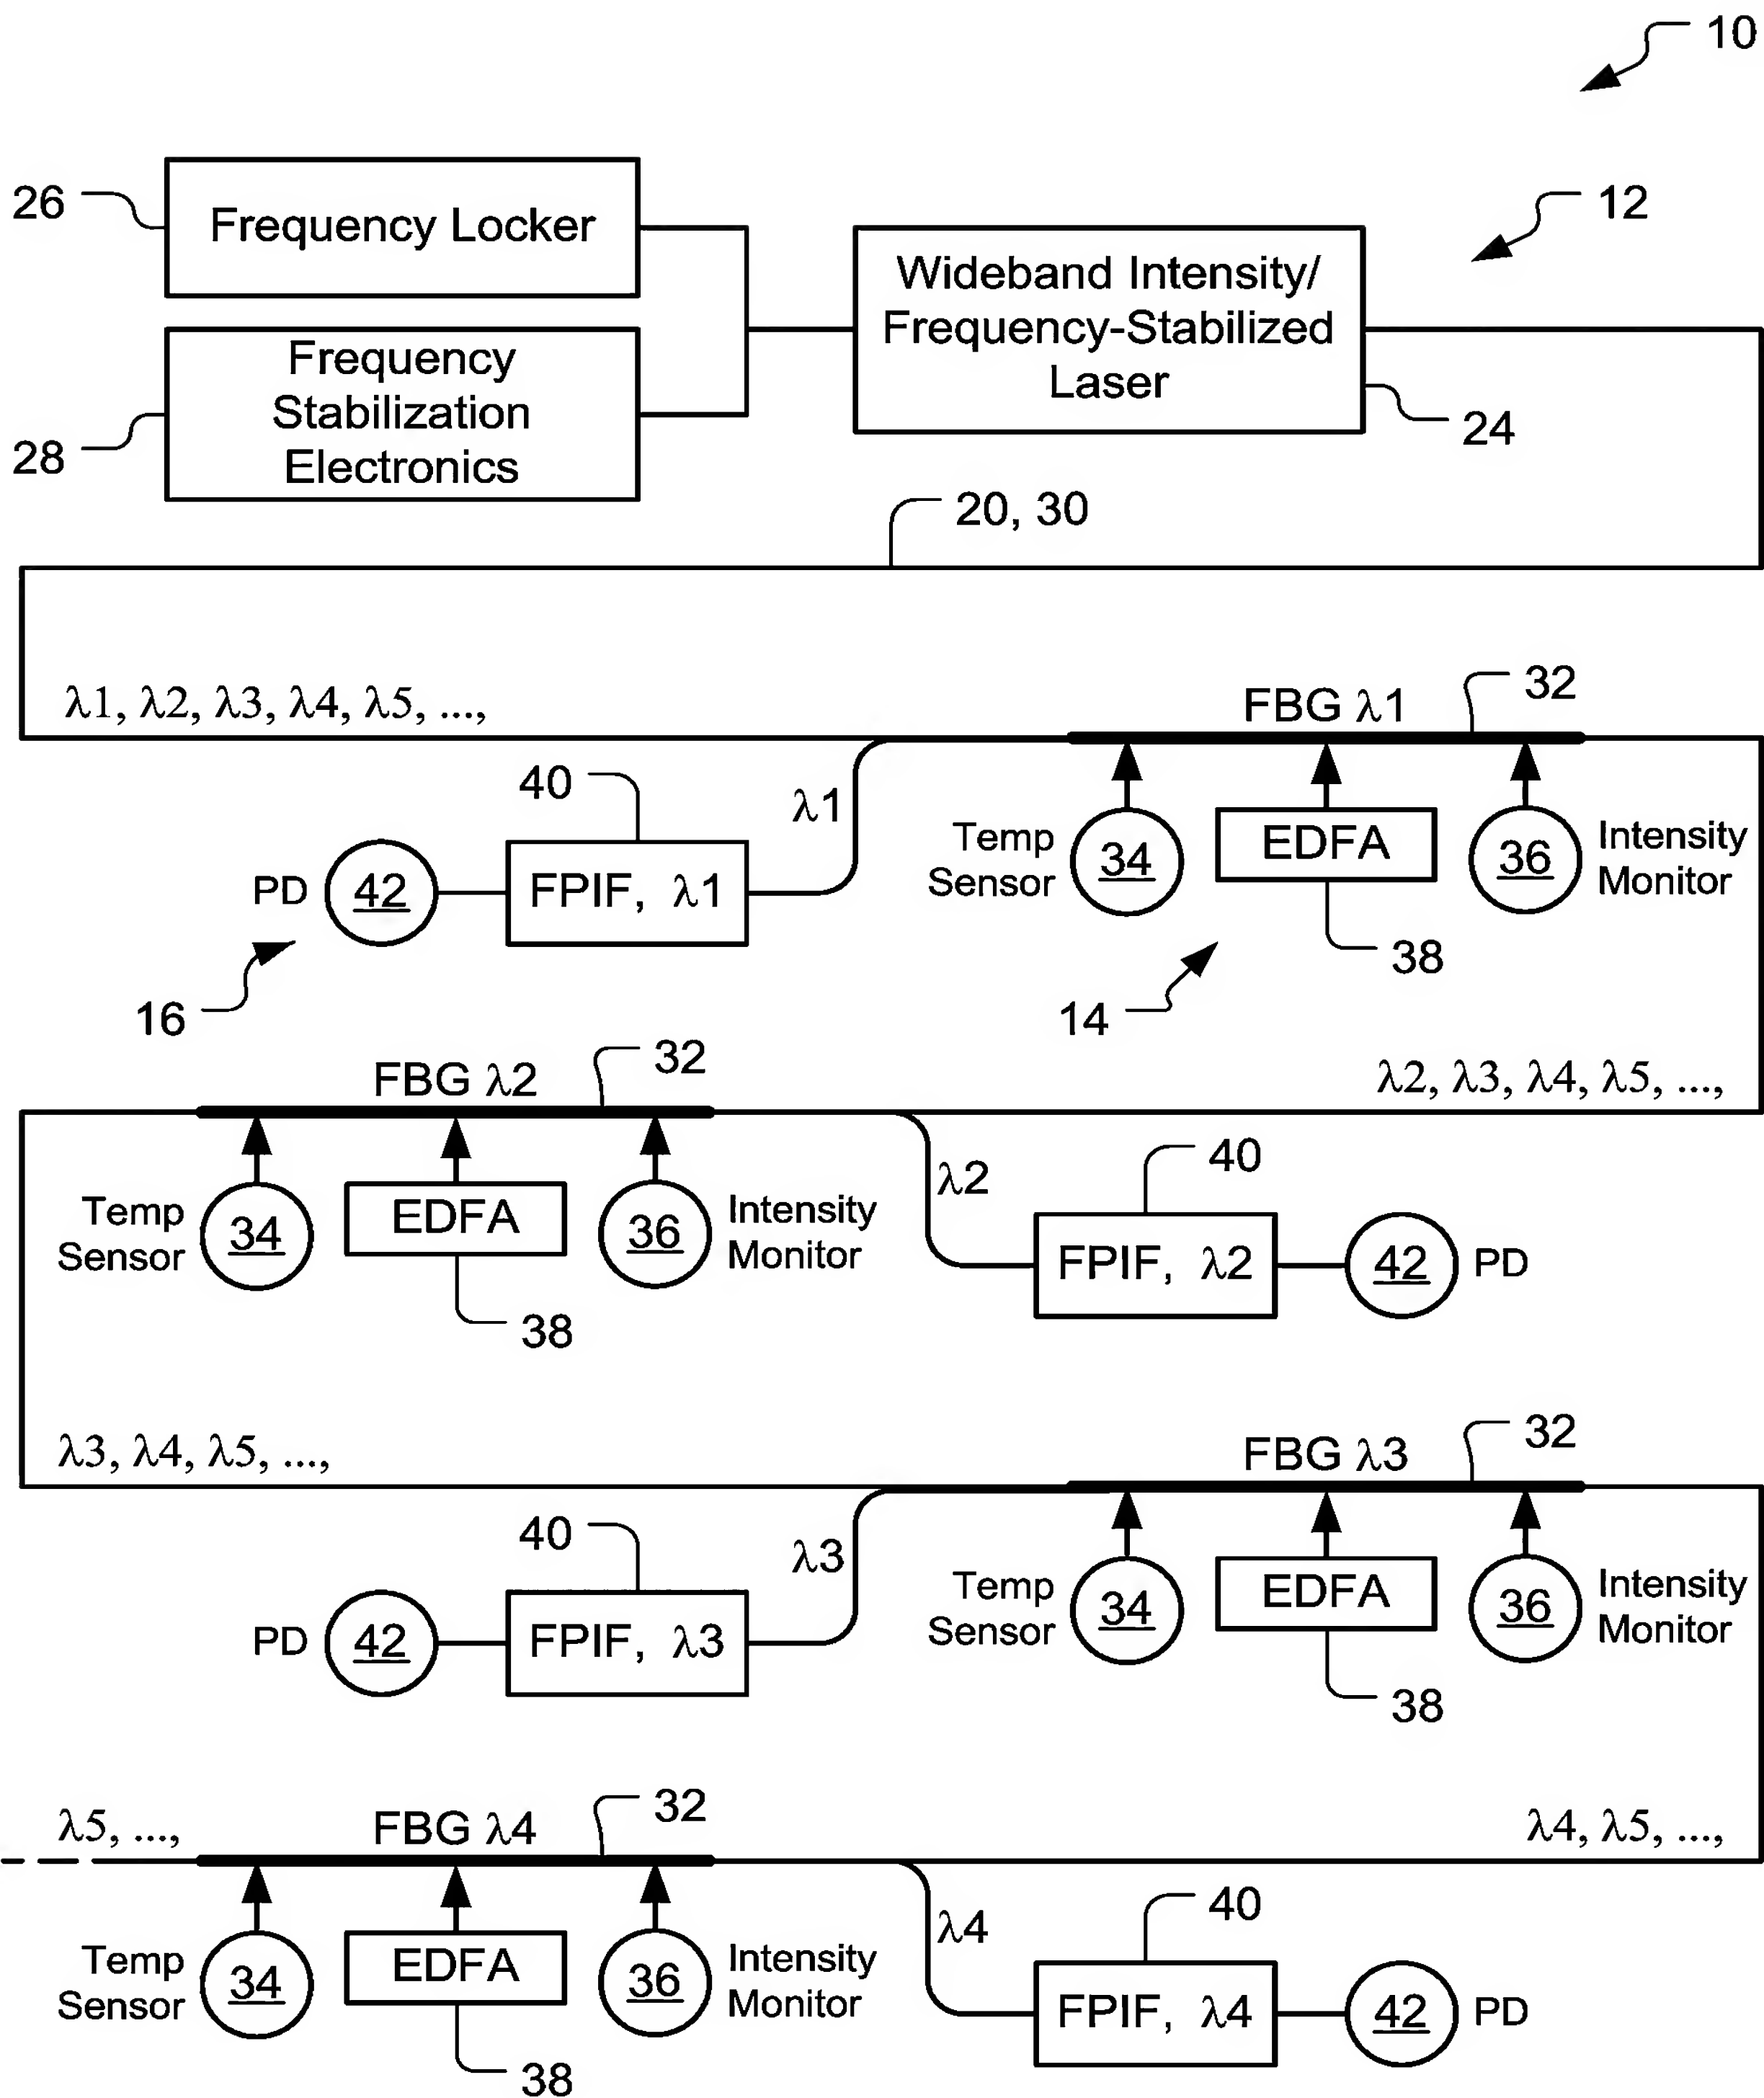 10
12
26
Frequency Locker
Wideband Intensity/
Frequency-Stabilized
Laser
24
28
Frequency
Stabilization
Electronics
20, 30
λ1, λ2, λ3, λ4, λ5, ...,
FBG λ1
32
40
λ1
PD
42
FPIF, λ1
Temp
Sensor
34
EDFA
36
Intensity
Monitor
38
16
14
FBG λ2
32
λ2, λ3, λ4, λ5, ...,
Temp
Sensor
34
EDFA
36
Intensity
Monitor
38
λ2
40
FPIF, λ2
42
PD
λ3, λ4, λ5, ...,
FBG λ3
32
40
λ3
PD
42
FPIF, λ3
Temp
Sensor
34
EDFA
36
Intensity
Monitor
38
λ5, ...,
FBG λ4
32
λ4, λ5, ...,
Temp
Sensor
34
EDFA
36
Intensity
Monitor
38
λ4
40
FPIF, λ4
42
PD